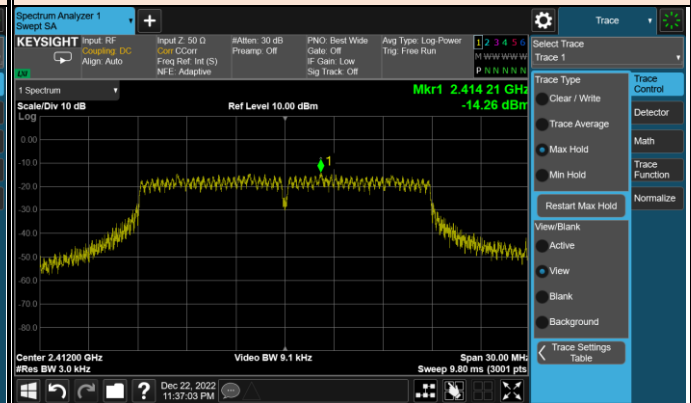 Spectrum Analyzer 1
Swept SA
+
Trace
KEYSIGHT
Input: RF
Coupling: DC
Align: Auto
Input Z: 50 Ω
Corr CCorr
Freq Ref: Int (S)
NFE: Adaptive
#Atten: 30 dB
Preamp: Off
PNO: Best Wide
Gate: Off
IF Gain: Low
Sig Track: Off
Avg Type: Log-Power
Trig: Free Run
1 2 3 4 5 6
M W W W W W
P N N N N N
LXI
Select Trace
Trace 1
1 Spectrum
Scale/Div 10 dB
Log
Ref Level 10.00 dBm
Mkr1 2.414 21 GHz
-14.26 dBm
0.00
-10.0
-20.0
-30.0
-40.0
-50.0
-60.0
-70.0
-80.0
1
Center 2.41200 GHz
#Res BW 3.0 kHz
Video BW 9.1 kHz
Span 30.00 MHz
Sweep 9.80 ms (3001 pts)
Trace Type
Clear / Write
Trace Average
Max Hold
Min Hold
Restart Max Hold
View/Blank
Active
View
Blank
Background
Trace Settings
Table
Trace
Control
Detector
Math
Trace
Function
Normalize
?
Dec 22, 2022
11:37:03 PM